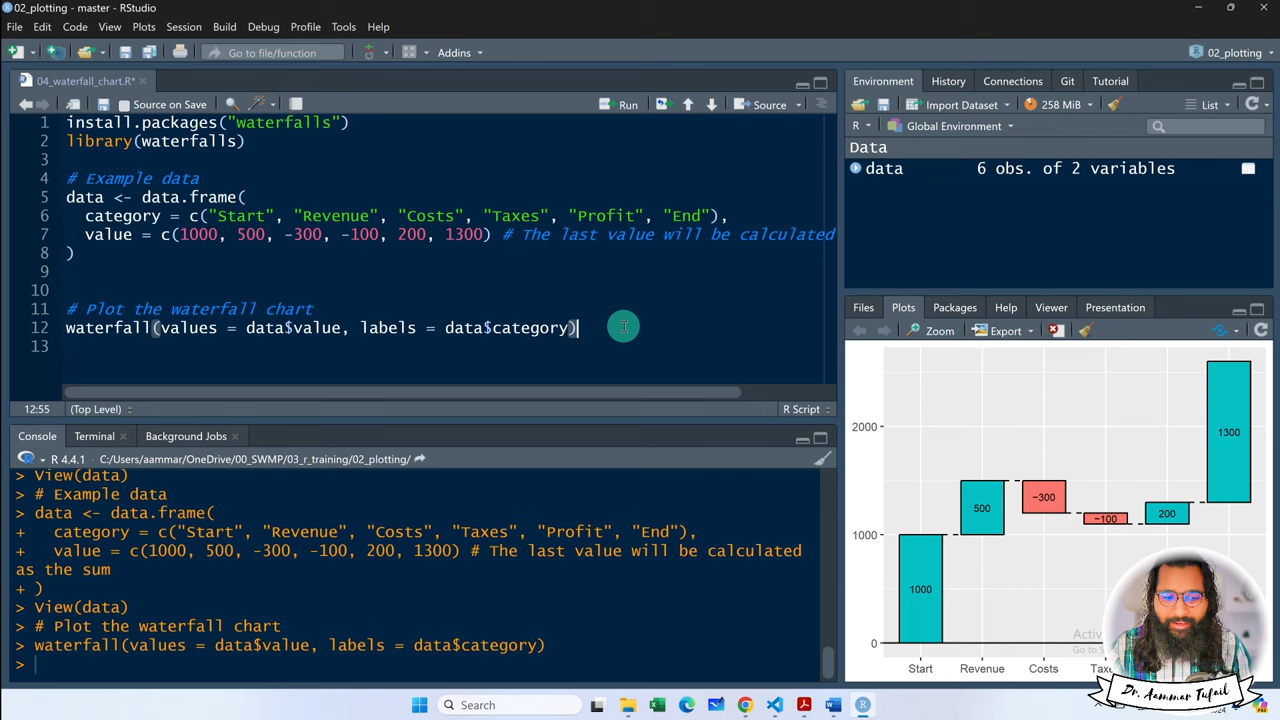 02_plotting - master - RStudio
File Edit Code View Plots Session Build Debug Profile Tools Help
Go to file/function Addins 02_plotting
04_waterfall_chart.R*
Source on Save Run Source
1 install.packages("waterfalls")
2 library(waterfalls)
3
4 # Example data
5 data <- data.frame(
6 category = c("Start", "Revenue", "Costs", "Taxes", "Profit", "End"),
7 value = c(1000, 500, -300, -100, 200, 1300) # The last value will be calculated
8 )
9
10
11 # Plot the waterfall chart
12 waterfall(values = data$value, labels = data$category)
13
12:55 (Top Level) R Script
Console Terminal Background Jobs
R 4.4.1 · C:/Users/aammar/OneDrive/00_SWMP/03_r_training/02_plotting/
> View(data)
> # Example data
> data <- data.frame(
+ category = c("Start", "Revenue", "Costs", "Taxes", "Profit", "End"),
+ value = c(1000, 500, -300, -100, 200, 1300) # The last value will be calculated
as the sum
+ )
> View(data)
> # Plot the waterfall chart
> waterfall(values = data$value, labels = data$category)
>
Environment History Connections Git Tutorial
Import Dataset 258 MiB List
R Global Environment
Data
data 6 obs. of 2 variables
Files Plots Packages Help Viewer Presentation
Zoom Export
2000
1000
0
1000
500
−300
−100
200
1300
Start Revenue Costs
Dr. Aammar Tufail
Search